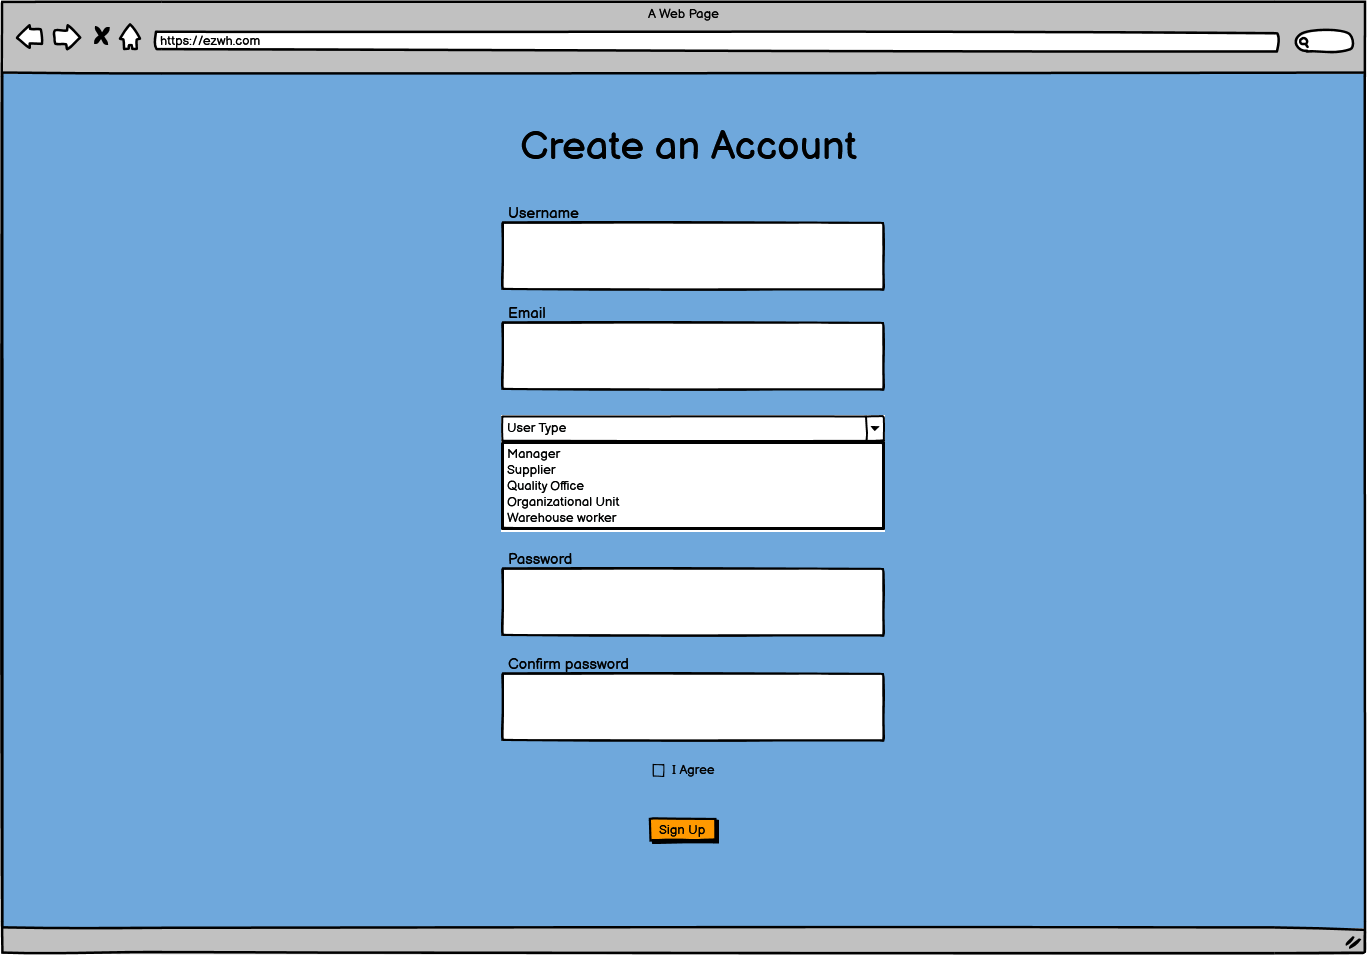 A Web Page
https://ezwh.com
Create an Account
Username
Email
User Type
Manager
Supplier
Quality Office
Organizational Unit
Warehouse worker
Password
Confirm password
I Agree
Sign Up